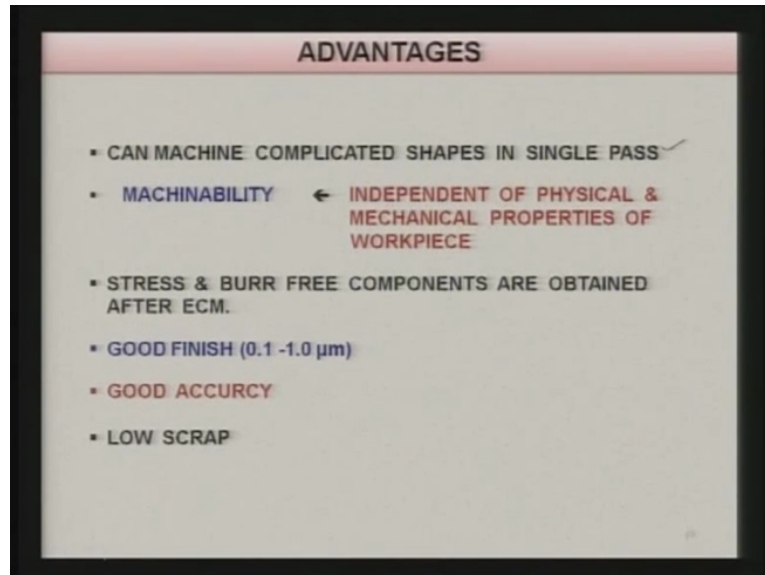 ADVANTAGES
▪ CAN MACHINE COMPLICATED SHAPES IN SINGLE PASS
▪ MACHINABILITY ← INDEPENDENT OF PHYSICAL &
MECHANICAL PROPERTIES OF
WORKPIECE
▪ STRESS & BURR FREE COMPONENTS ARE OBTAINED
AFTER ECM.
▪ GOOD FINISH (0.1 -1.0 µm)
▪ GOOD ACCURCY
▪ LOW SCRAP